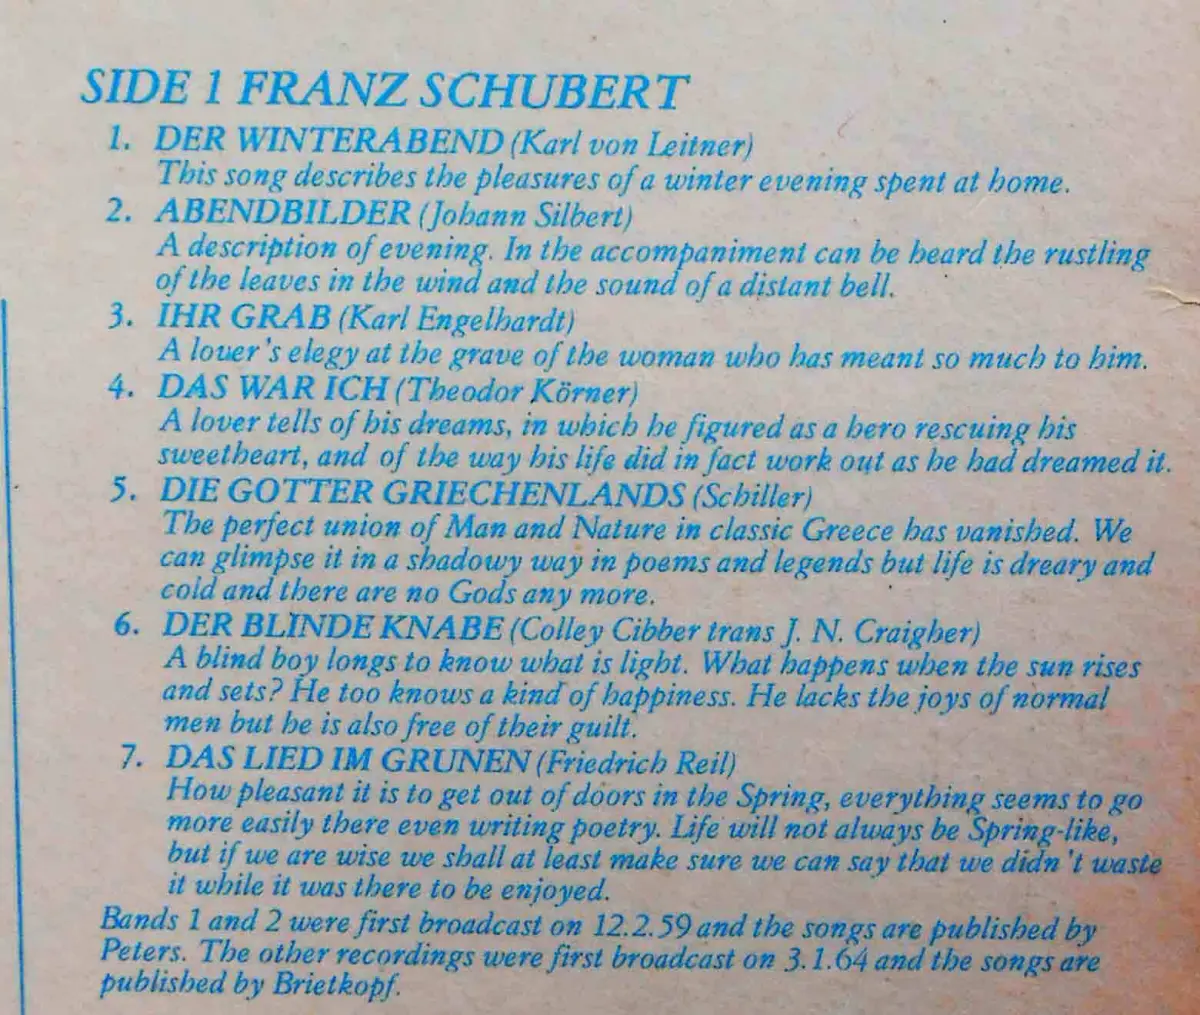 SIDE 1 FRANZ SCHUBERT
1. DER WINTERABEND (Karl von Leitner)
This song describes the pleasures of a winter evening spent at home.
2. ABENDBILDER (Johann Silbert)
A description of evening. In the accompaniment can be heard the rustling
of the leaves in the wind and the sound of a distant bell.
3. IHR GRAB (Karl Engelhardt)
A lover's elegy at the grave of the woman who has meant so much to him.
4. DAS WAR ICH (Theodor Körner)
A lover tells of his dreams, in which he figured as a hero rescuing his
sweetheart, and of the way his life did in fact work out as he had dreamed it.
5. DIE GOTTER GRIECHENLANDS (Schiller)
The perfect union of Man and Nature in classic Greece has vanished. We
can glimpse it in a shadowy way in poems and legends but life is dreary and
cold and there are no Gods any more.
6. DER BLINDE KNABE (Colley Cibber trans J. N. Craigher)
A blind boy longs to know what is light. What happens when the sun rises
and sets? He too knows a kind of happiness. He lacks the joys of normal
men but he is also free of their guilt.
7. DAS LIED IM GRUNEN (Friedrich Reil)
How pleasant it is to get out of doors in the Spring, everything seems to go
more easily there even writing poetry. Life will not always be Spring-like,
but if we are wise we shall at least make sure we can say that we didn't waste
it while it was there to be enjoyed.
Bands 1 and 2 were first broadcast on 12.2.59 and the songs are published by
Peters. The other recordings were first broadcast on 3.1.64 and the songs are
published by Brietkopf.